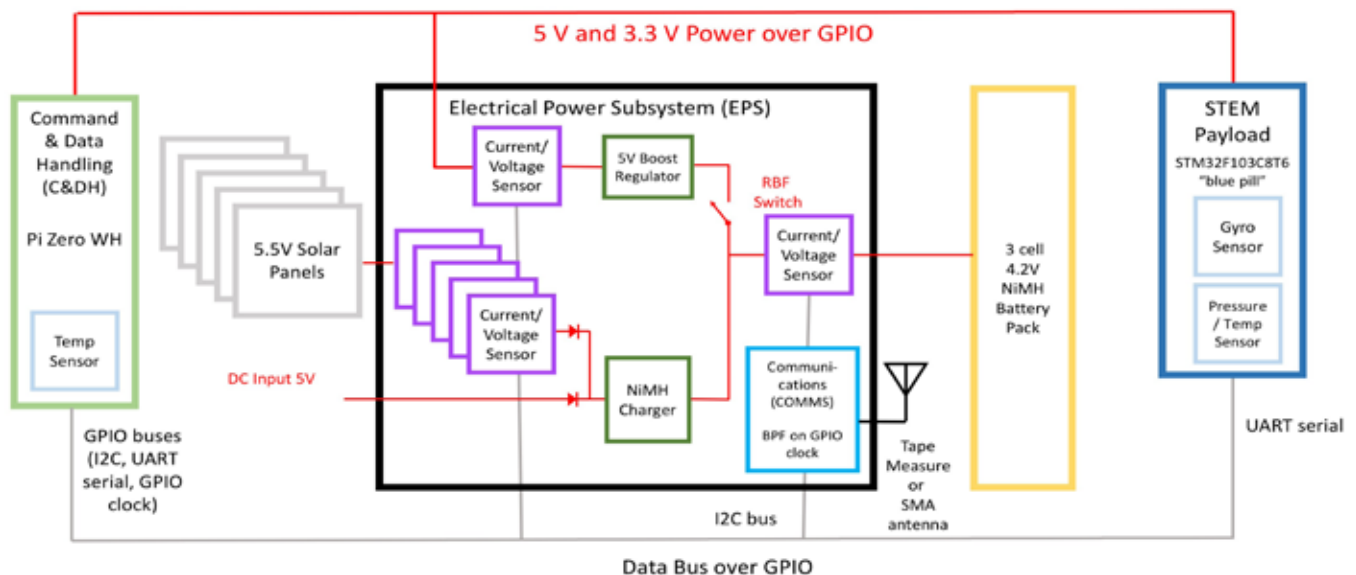 5 V and 3.3 V Power over GPIO
Command
& Data
Handling
(C&DH)
Pi Zero WH
Temp
Sensor
5.5V Solar
Panels
DC Input 5V
GPIO buses
(I2C, UART
serial, GPIO
clock)
Electrical Power Subsystem (EPS)
Current/
Voltage
Sensor
5V Boost
Regulator
RBF
Switch
Current/
Voltage
Sensor
Current/
Voltage
Sensor
NiMH
Charger
Communi-
cations
(COMMS)
BPF on GPIO
clock
Tape
Measure
or
SMA
antenna
3 cell
4.2V
NiMH
Battery
Pack
STEM
Payload
STM32F103C8T6
"blue pill"
Gyro
Sensor
Pressure
/ Temp
Sensor
UART serial
I2C bus
Data Bus over GPIO